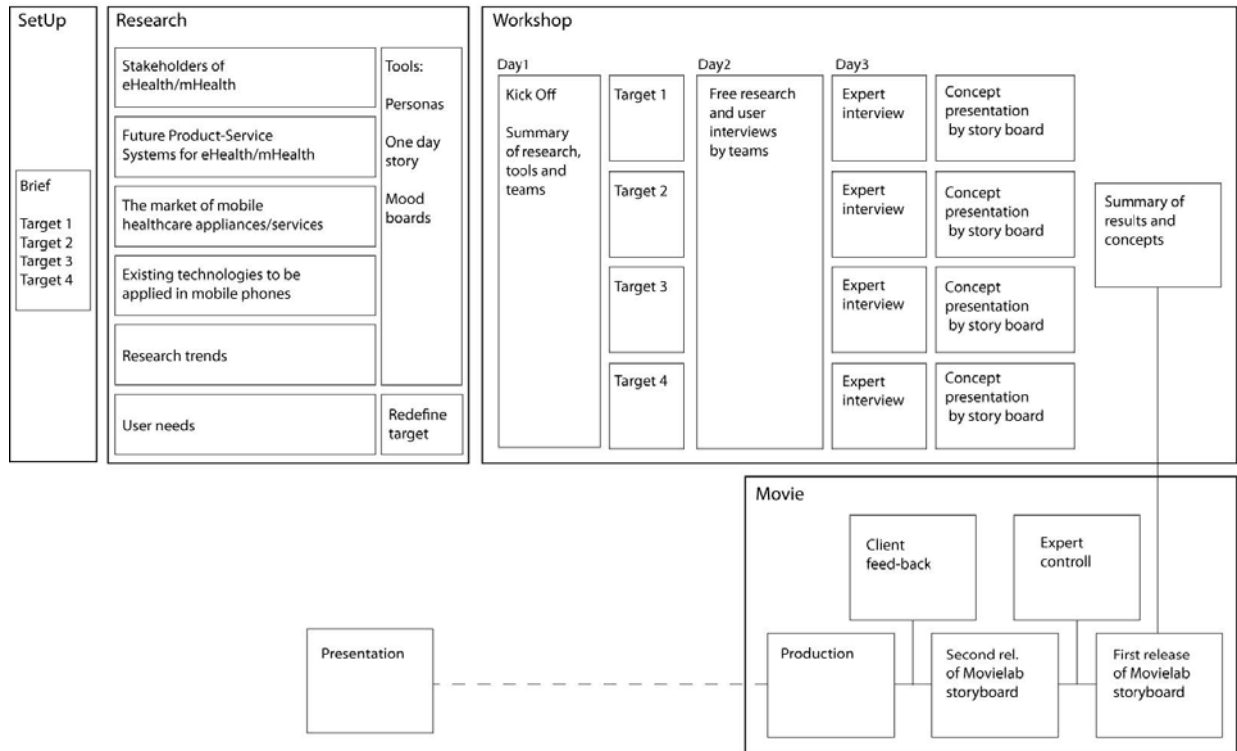 SetUp
Brief
Target 1
Target 2
Target 3
Target 4
Research
Stakeholders of
eHealth/mHealth
Future Product-Service
Systems for eHealth/mHealth
The market of mobile
healthcare appliances/services
Existing technologies to be
applied in mobile phones
Research trends
User needs
Tools:
Personas
One day
story
Mood
boards
Redefine
target
Workshop
Day1
Kick Off
Summary
of research,
tools and
teams
Target 1
Target 2
Target 3
Target 4
Day2
Free research
and user
interviews
by teams
Day3
Expert
interview
Concept
presentation
by story board
Expert
interview
Concept
presentation
by story board
Expert
interview
Concept
presentation
by story board
Expert
interview
Concept
presentation
by story board
Summary of
results and
concepts
Movie
Client
feed-back
Expert
controll
Presentation
Production
Second rel.
of Movielab
storyboard
First release
of Movielab
storyboard